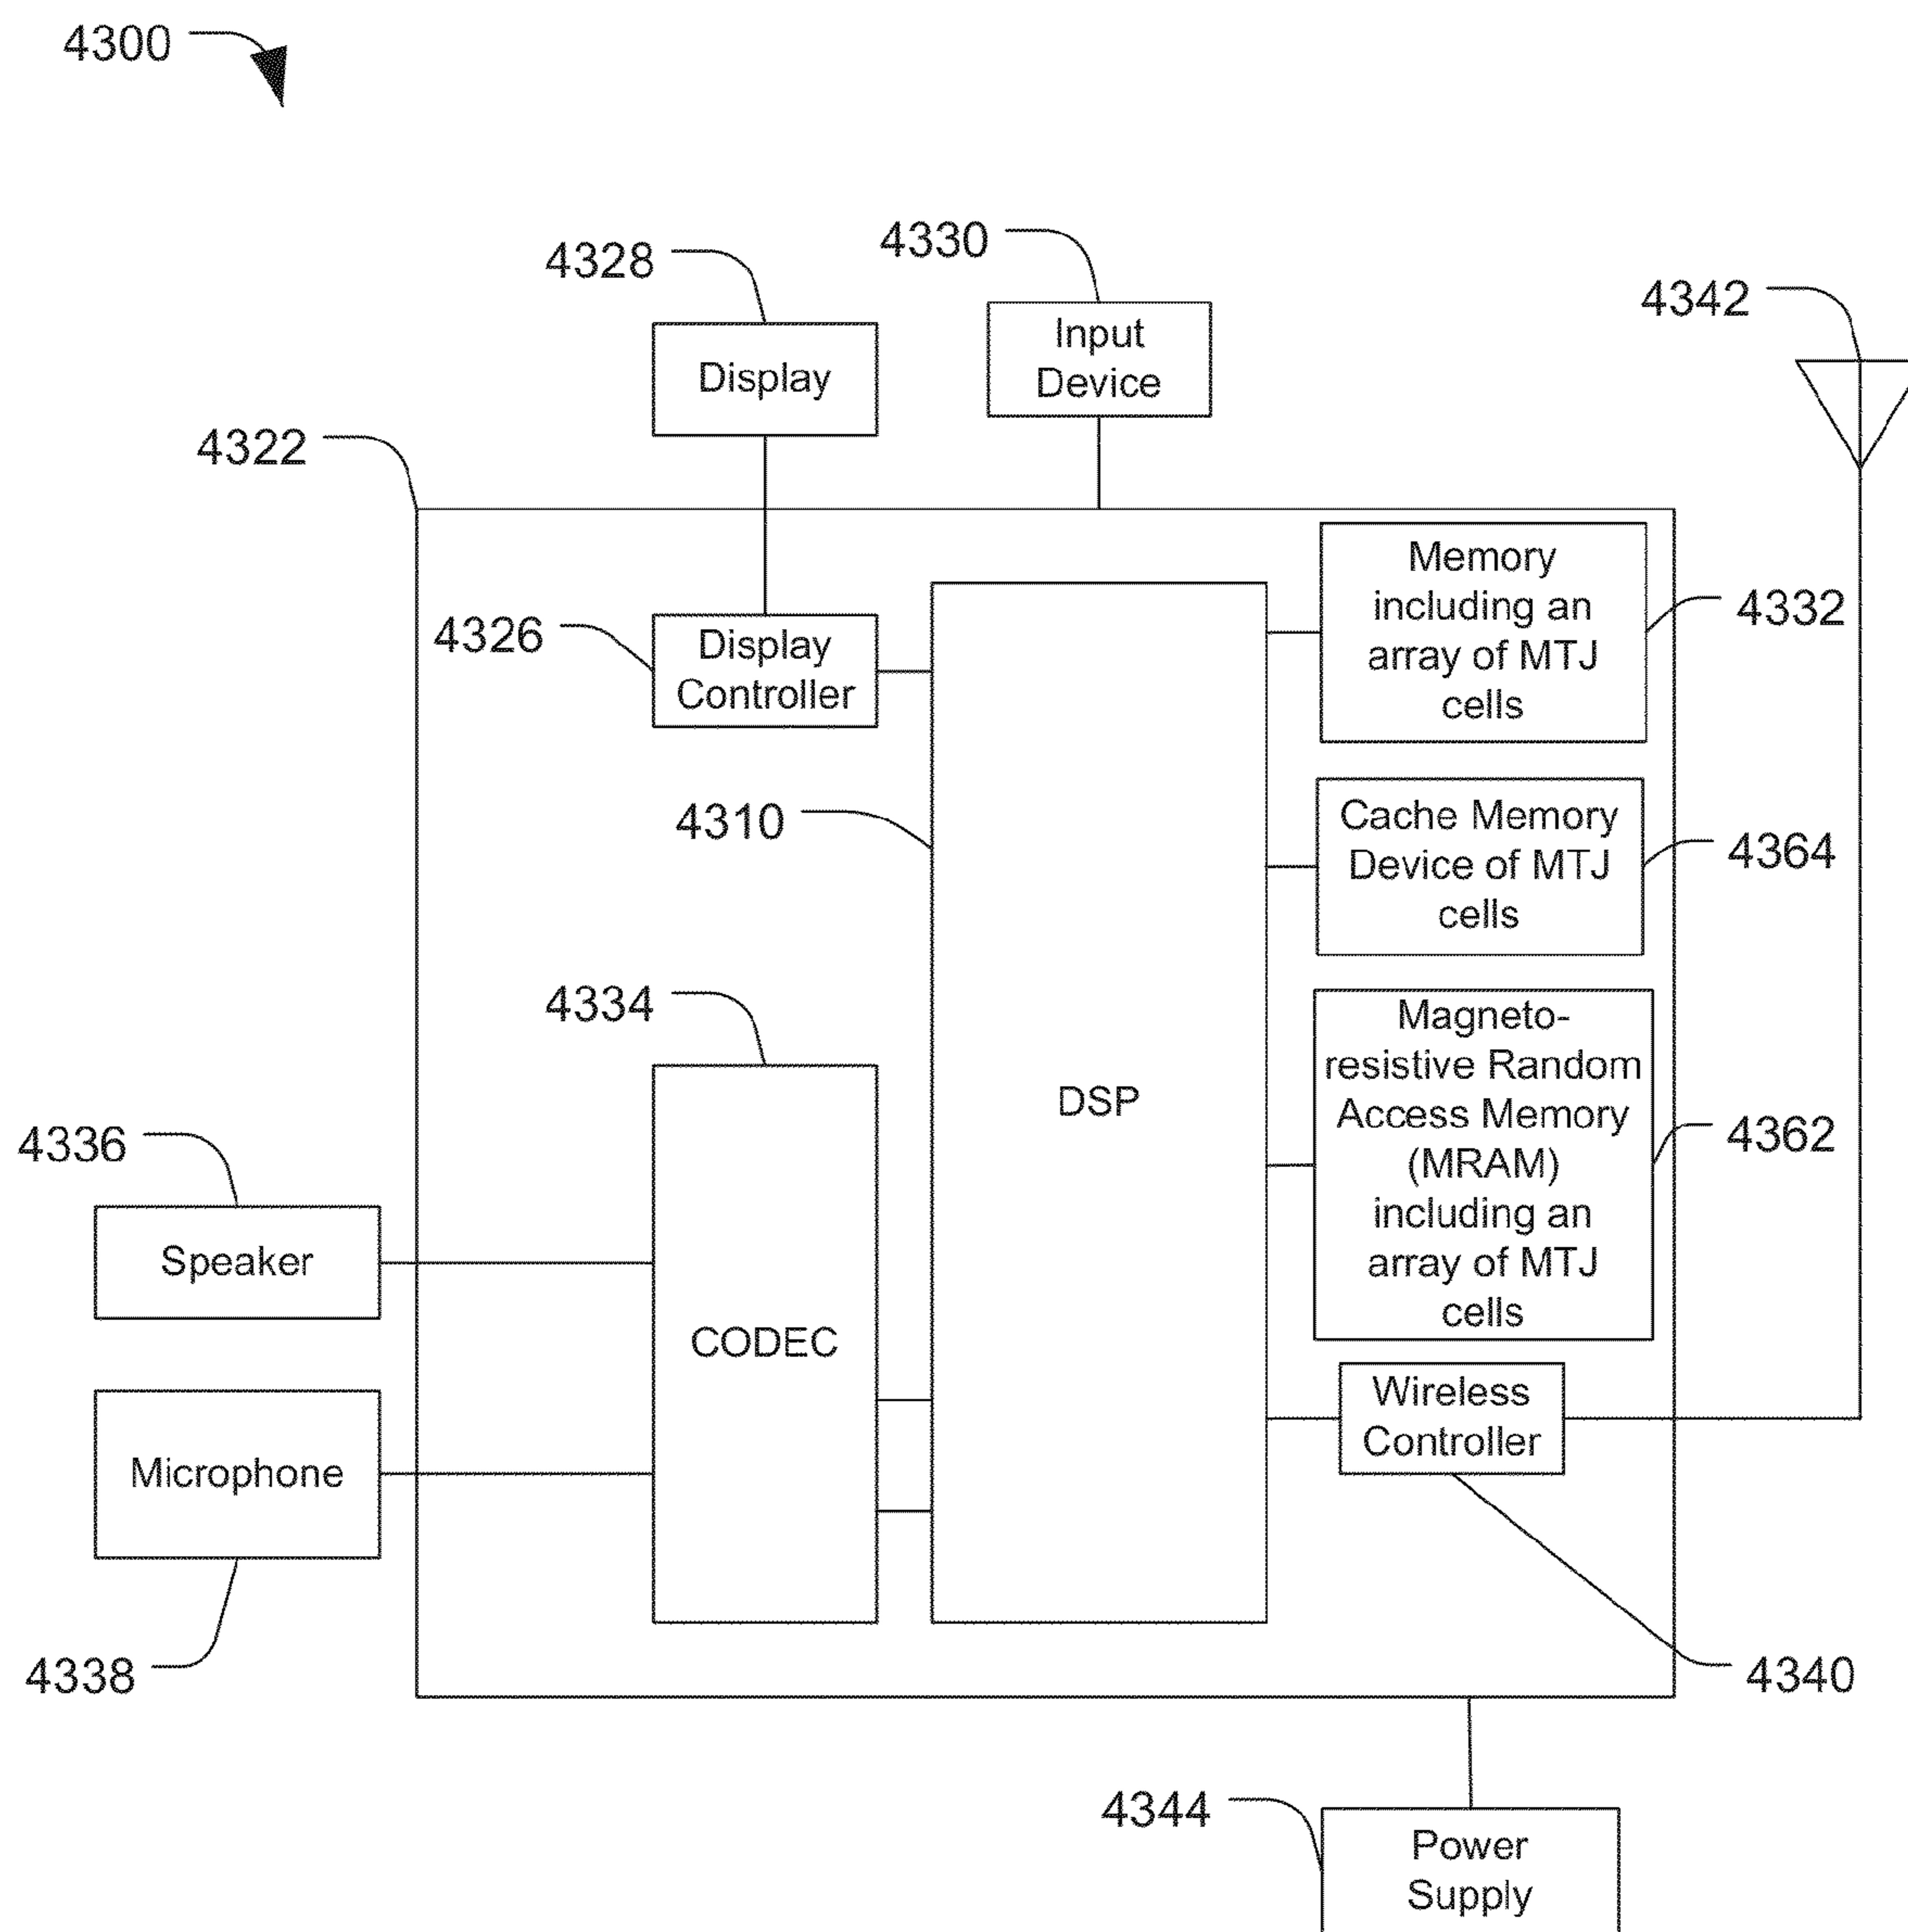 4300
4328
4330
4342
Input
Device
Display
4322
Memory
including an
array of MTJ
cells
4332
4326
Display
Controller
4310
Cache Memory
Device of MTJ
cells
4364
4334
Magneto-
resistive Random
Access Memory
(MRAM)
including an
array of MTJ
cells
4362
DSP
4336
Speaker
CODEC
Wireless
Controller
Microphone
4338
4340
4344
Power
Supply